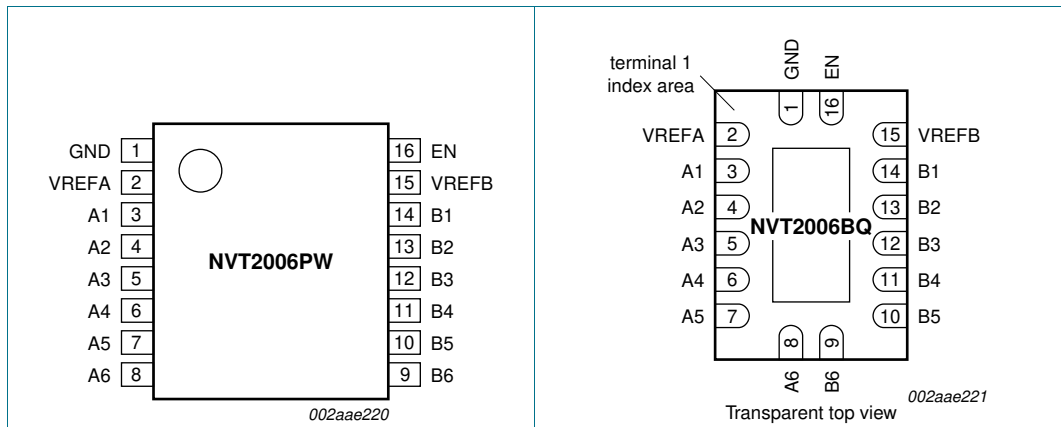 GND 1 16 EN
VREFA 2 15 VREFB
A1 3 14 B1
A2 4 13 B2
A3 5 12 B3
A4 6 11 B4
A5 7 10 B5
A6 8 9 B6
NVT2006PW
002aae220
terminal 1
index area
GND EN
1 16
VREFA 2 15 VREFB
A1 3 14 B1
A2 4 13 B2
A3 5 12 B3
A4 6 11 B4
A5 7 10 B5
NVT2006BQ
8 9
A6 B6
002aae221
Transparent top view